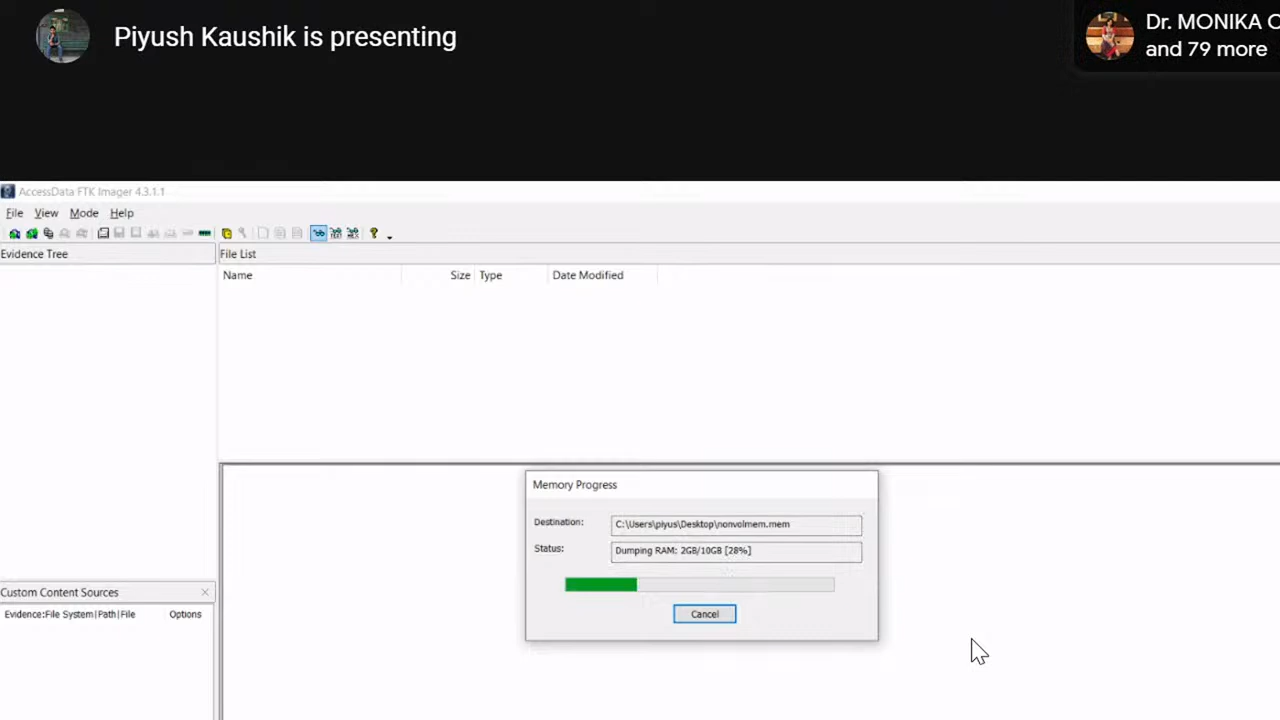 Piyush Kaushik is presenting
Dr. MONIKA
and 79 more
AccessData FTK Imager 4.3.1.1
File View Mode Help
Evidence Tree
File List
Name Size Type Date Modified
Memory Progress
Destination: C:\Users\piyus\Desktop\nonvolmem.mem
Status: Dumping RAM: 2GB/10GB [28%]
Cancel
Custom Content Sources
Evidence:File System|Path|File Options